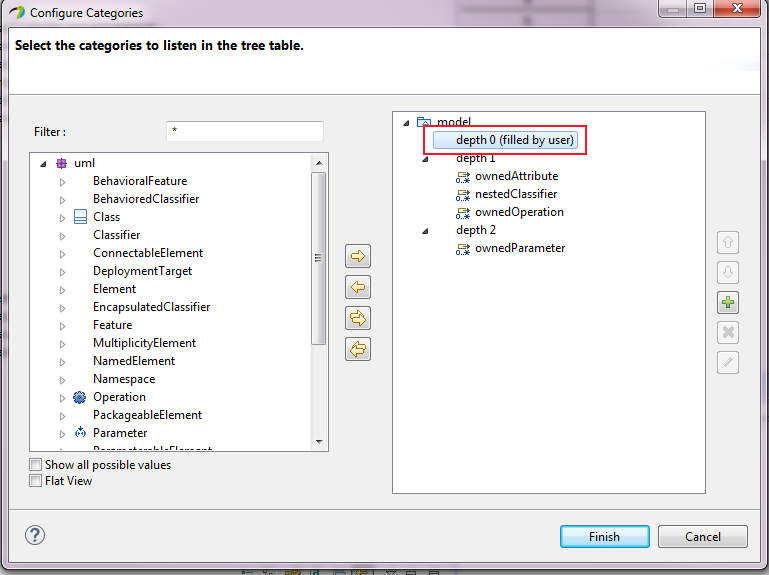 Configure Categories
Select the categories to listen in the tree table.
Filter :
*
uml
BehavioralFeature
BehavioredClassifier
Class
Classifier
ConnectableElement
DeploymentTarget
Element
EncapsulatedClassifier
Feature
MultiplicityElement
NamedElement
Namespace
Operation
PackageableElement
Parameter
ParameterableElement
Show all possible values
Flat View
model
depth 0 (filled by user)
depth 1
ownedAttribute
nestedClassifier
ownedOperation
depth 2
ownedParameter
Finish
Cancel